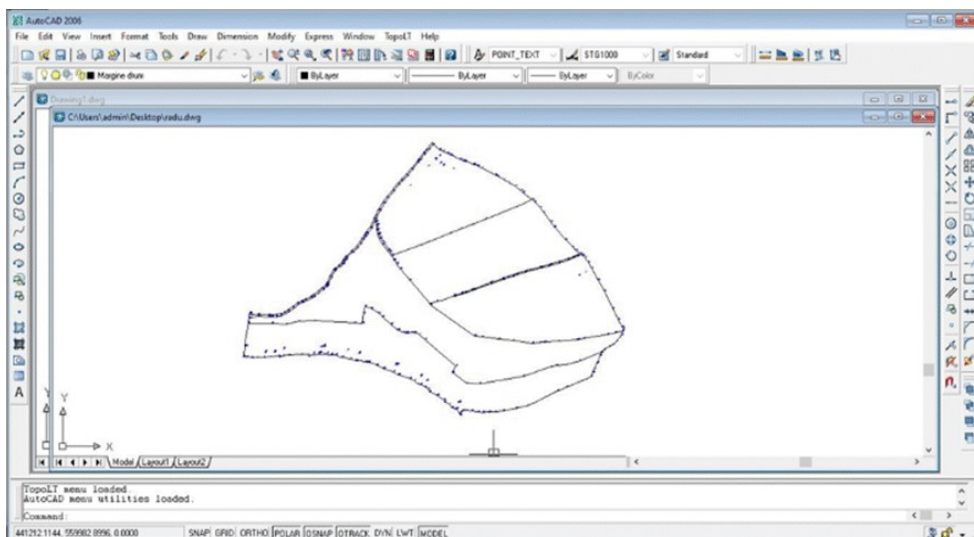 AutoCAD 2006
File Edit View Insert Format Tools Draw Dimension Modify Express Window TopoLT Help
POINT_TEXT STG1000 Standard
Margine drum ByLayer ByLayer ByLayer ByColor
Drawing1.dwg
C:\Users\admin\Desktop\radu.dwg
Y Y
X
Model Layout1 Layout2
TopoLT menu loaded.
AutoCAD menu utilities loaded.
Command:
441212.1144, 559982.8996, 0.0000 SNAP GRID ORTHO POLAR OSNAP OTRACK DYN LWT MODEL